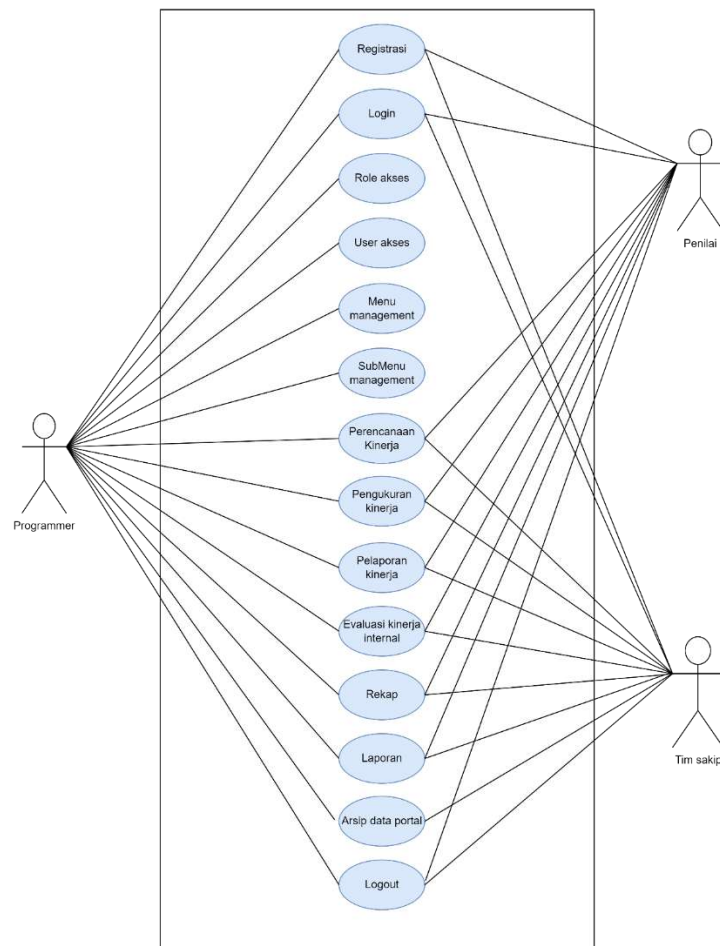 Registrasi
Login
Role akses
User akses
Menu
management
SubMenu
management
Perencanaan
Kinerja
Pengukuran
kinerja
Pelaporan
kinerja
Evaluasi kinerja
internal
Rekap
Laporan
Arsip data portal
Logout
Programmer
Penilai
Tim sakip